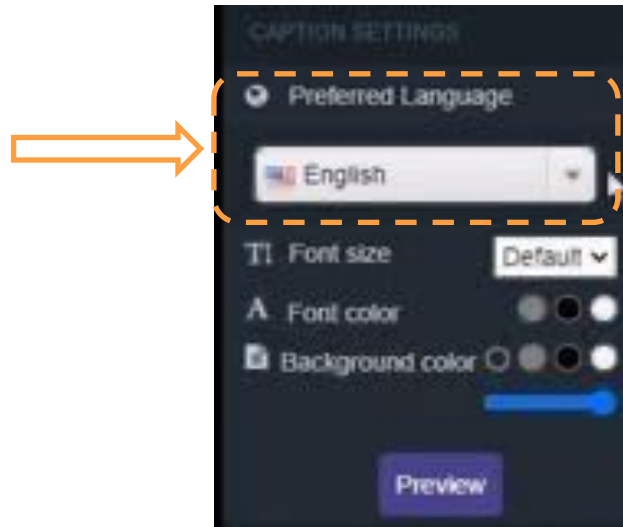 CAPTION SETTINGS
Preferred Language
English
Font size
Default
Font color
Background color
Preview